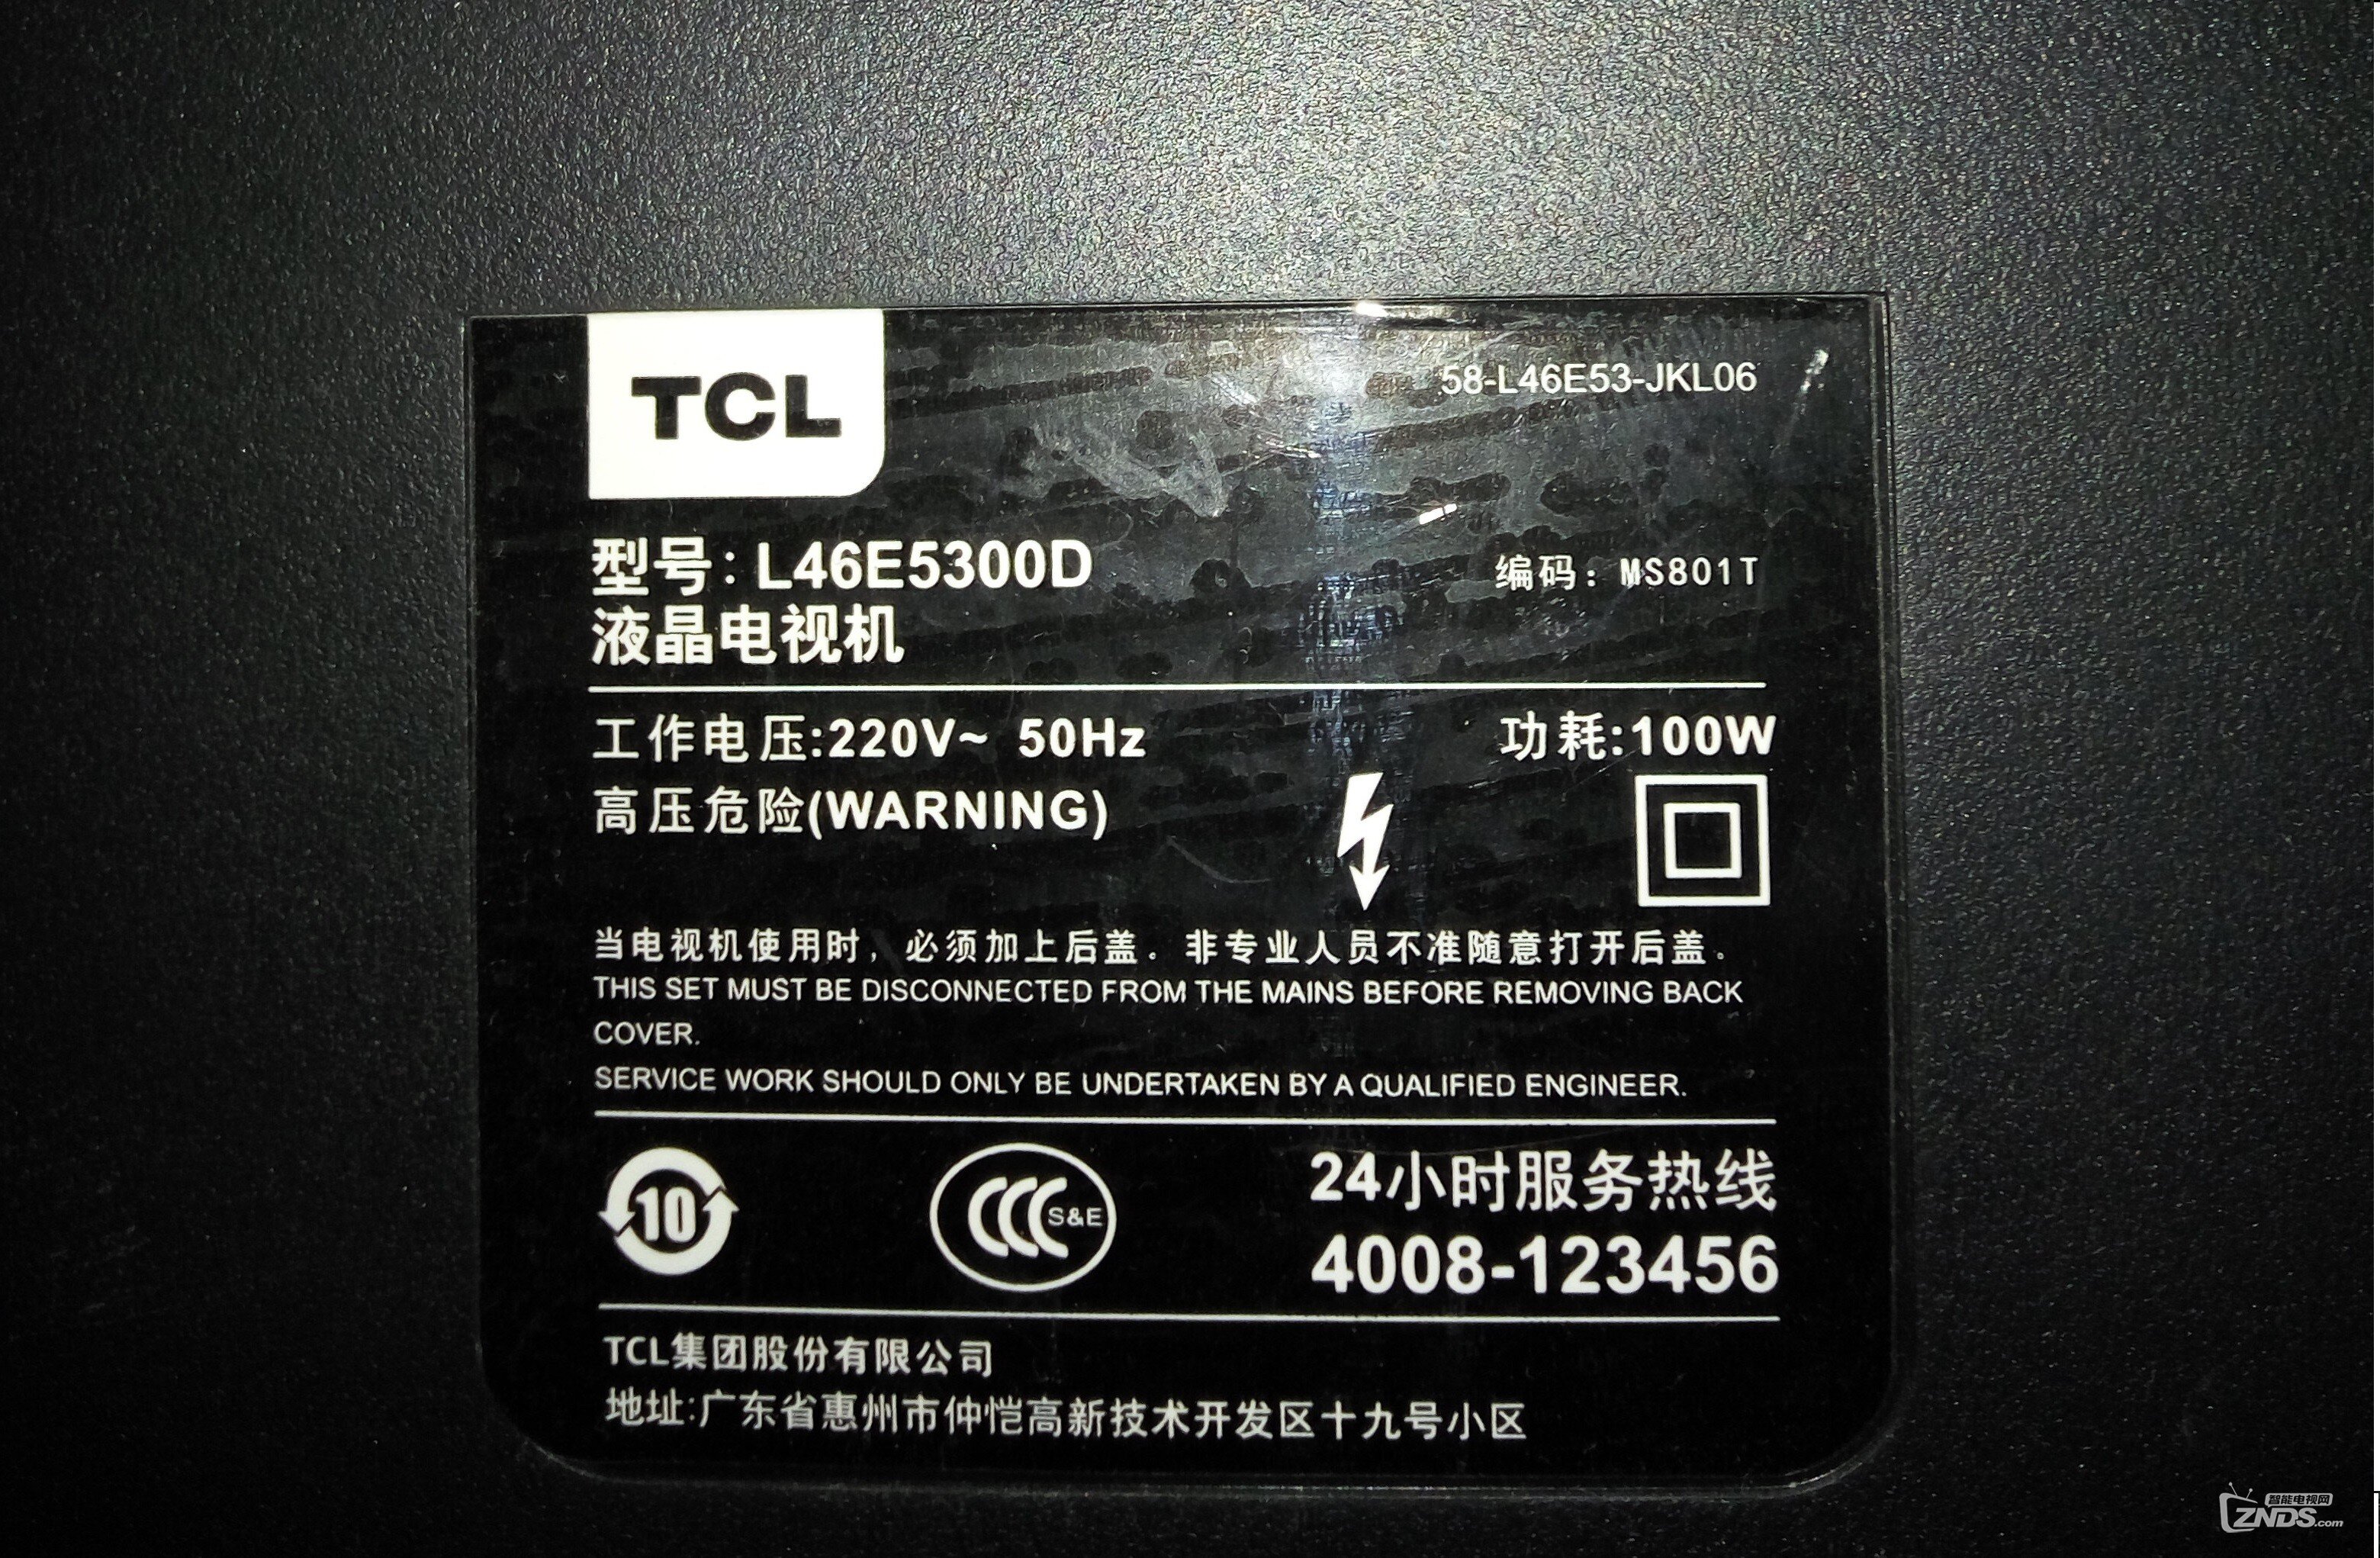 TCL
58-L46E53-JKL06
型号：L46E5300D
编码：MS801T
液晶电视机
工作电压:220V~ 50Hz
功耗:100W
高压危险(WARNING)
当电视机使用时，必须加上后盖．非专业人员不准随意打开后盖．
THIS SET MUST BE DISCONNECTED FROM THE MAINS BEFORE REMOVING BACK
COVER.
SERVICE WORK SHOULD ONLY BE UNDERTAKEN BY A QUALIFIED ENGINEER.
10
CCC S&E
24小时服务热线
4008-123456
TCL集团股份有限公司
地址:广东省惠州市仲恺高新技术开发区十九号小区
智能电视网
ZNDS.com